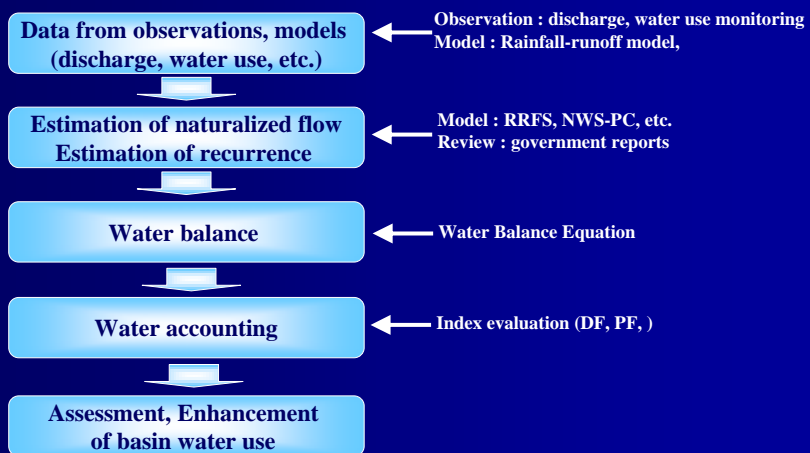 Data from observations, models
(discharge, water use, etc.)
Observation : discharge, water use monitoring
Model : Rainfall-runoff model,
Estimation of naturalized flow
Estimation of recurrence
Model : RRFS, NWS-PC, etc.
Review : government reports
Water balance
Water Balance Equation
Water accounting
Index evaluation (DF, PF, )
Assessment, Enhancement
of basin water use